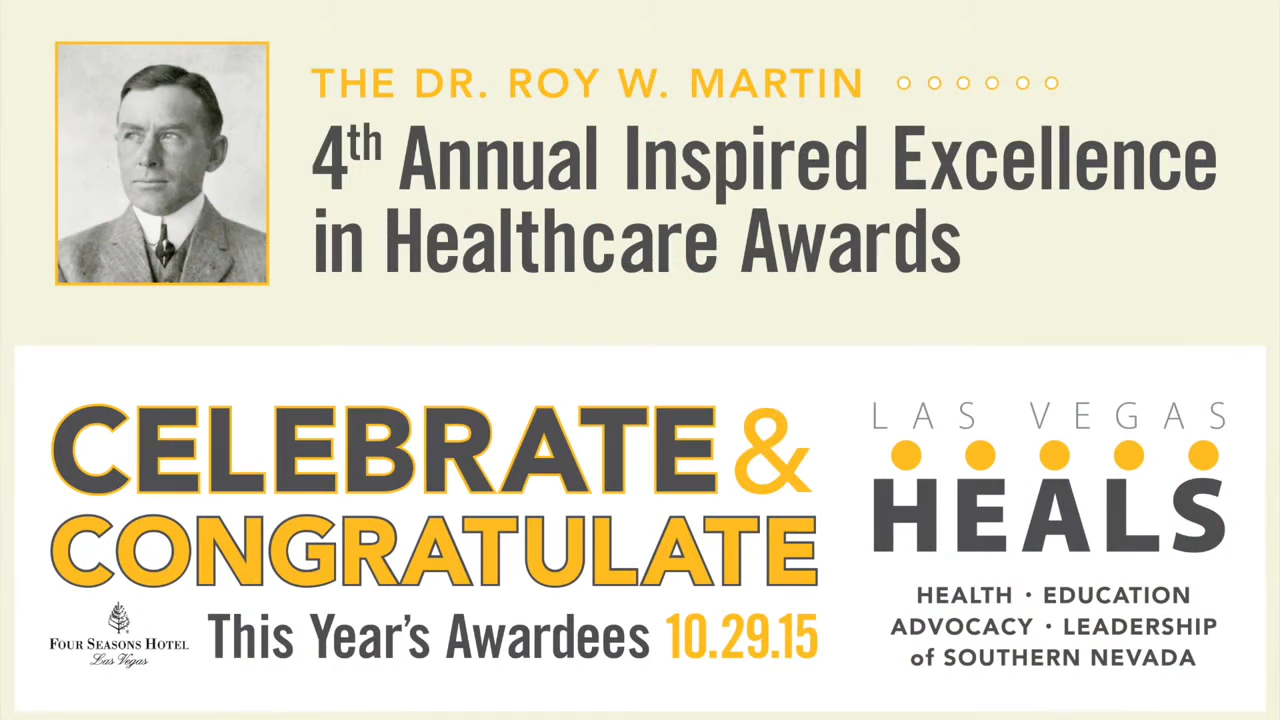 THE DR. ROY W. MARTIN
4th Annual Inspired Excellence
in Healthcare Awards
CELEBRATE &
CONGRATULATE
FOUR SEASONS HOTEL
Las Vegas
This Year's Awardees 10.29.15
LAS VEGAS
HEALS
HEALTH · EDUCATION
ADVOCACY · LEADERSHIP
of SOUTHERN NEVADA